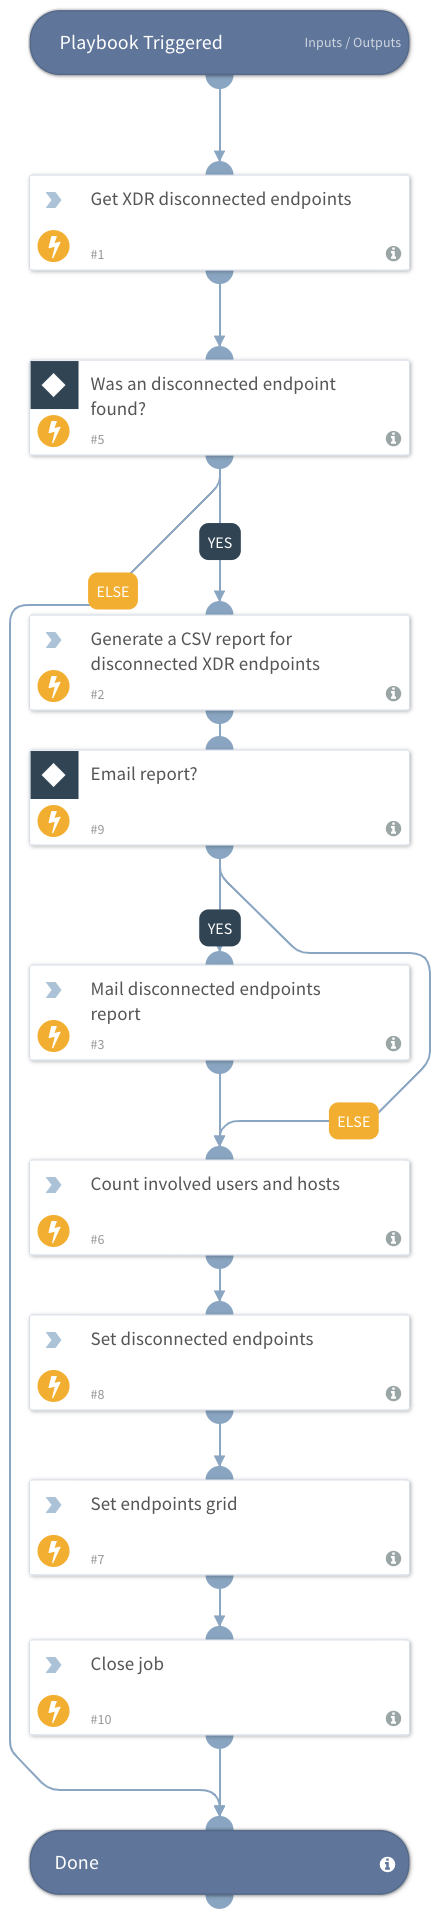 Playbook Triggered
Inputs / Outputs
Get XDR disconnected endpoints
#1
Was an disconnected endpoint
found?
#5
YES
ELSE
Generate a CSV report for
disconnected XDR endpoints
#2
Email report?
#9
YES
Mail disconnected endpoints
report
#3
ELSE
Count involved users and hosts
#6
Set disconnected endpoints
#8
Set endpoints grid
#7
Close job
#10
Done